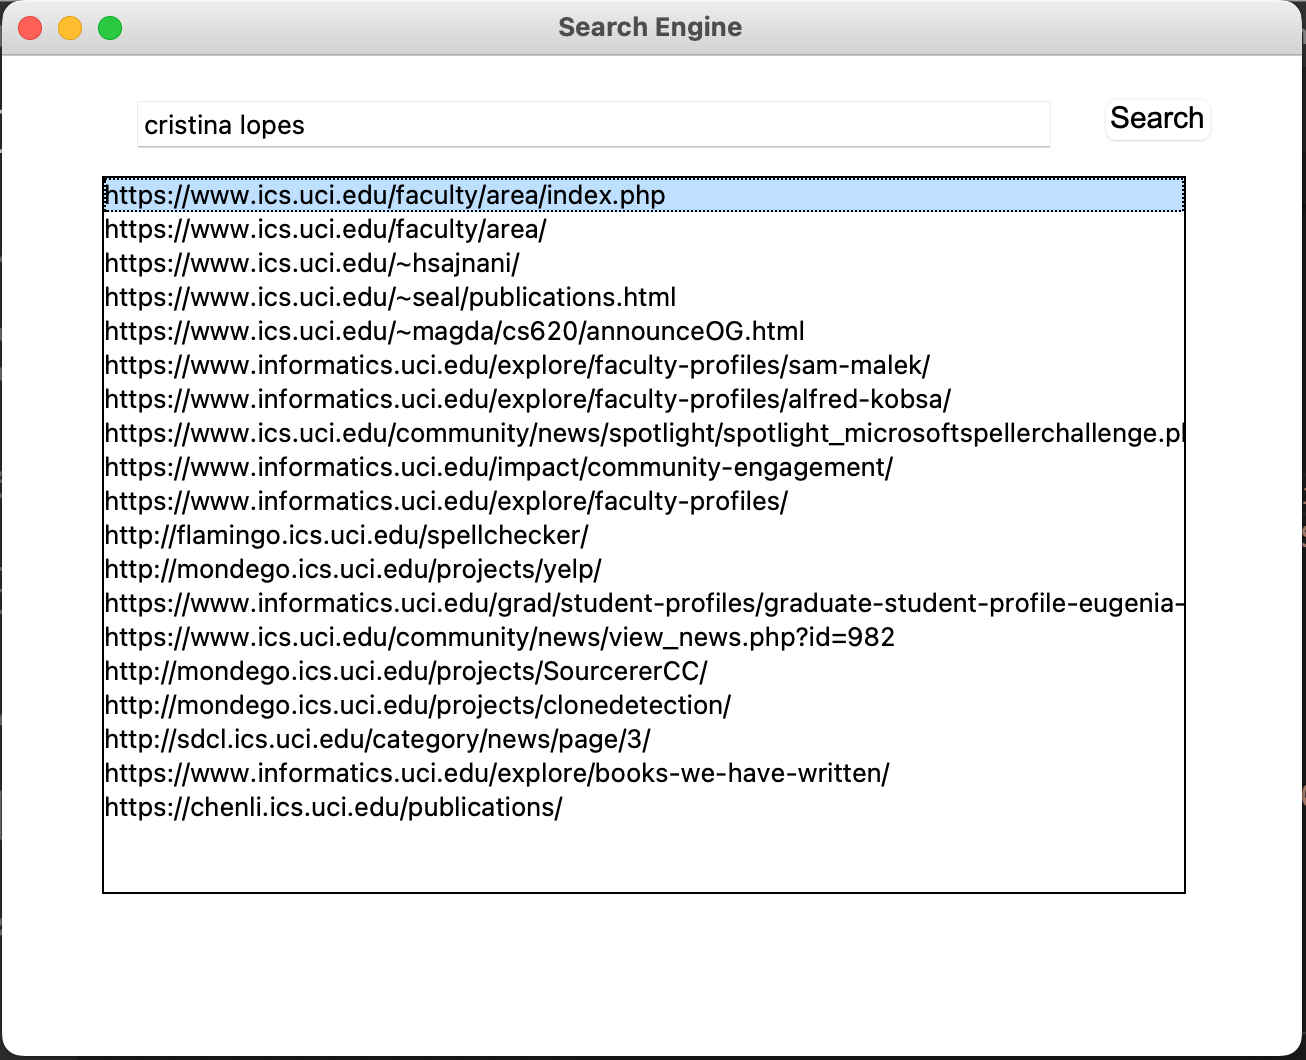 Search Engine
cristina lopes
Search
https://www.ics.uci.edu/faculty/area/index.php
https://www.ics.uci.edu/faculty/area/
https://www.ics.uci.edu/~hsajnani/
https://www.ics.uci.edu/~seal/publications.html
https://www.ics.uci.edu/~magda/cs620/announceOG.html
https://www.informatics.uci.edu/explore/faculty-profiles/sam-malek/
https://www.informatics.uci.edu/explore/faculty-profiles/alfred-kobsa/
https://www.informatics.uci.edu/community/news/spotlight/spotlight_microsoftspellerchallenge.pl
https://www.informatics.uci.edu/impact/community-engagement/
https://www.informatics.uci.edu/explore/faculty-profiles/
http://flamingo.ics.uci.edu/spellchecker/
http://mondego.ics.uci.edu/projects/yelp/
https://www.informatics.uci.edu/grad/student-profiles/graduate-student-profile-eugenia-
https://www.ics.uci.edu/community/news/view_news.php?id=982
http://mondego.ics.uci.edu/projects/SourcererCC/
http://mondego.ics.uci.edu/projects/clonedetection/
http://sdcl.ics.uci.edu/category/news/page/3/
https://www.informatics.uci.edu/explore/books-we-have-written/
https://chenli.ics.uci.edu/publications/